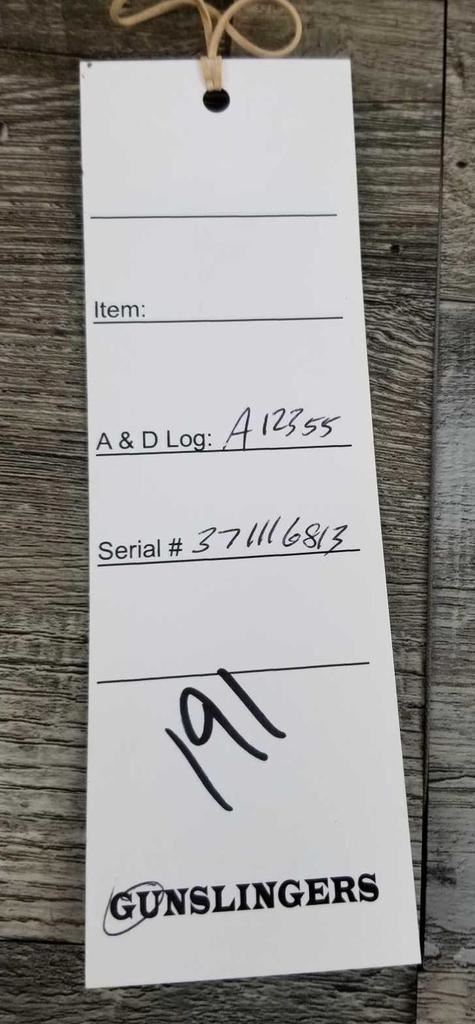 Item:
A & D Log: A12355
Serial # 371116813
191
GUNSLINGERS